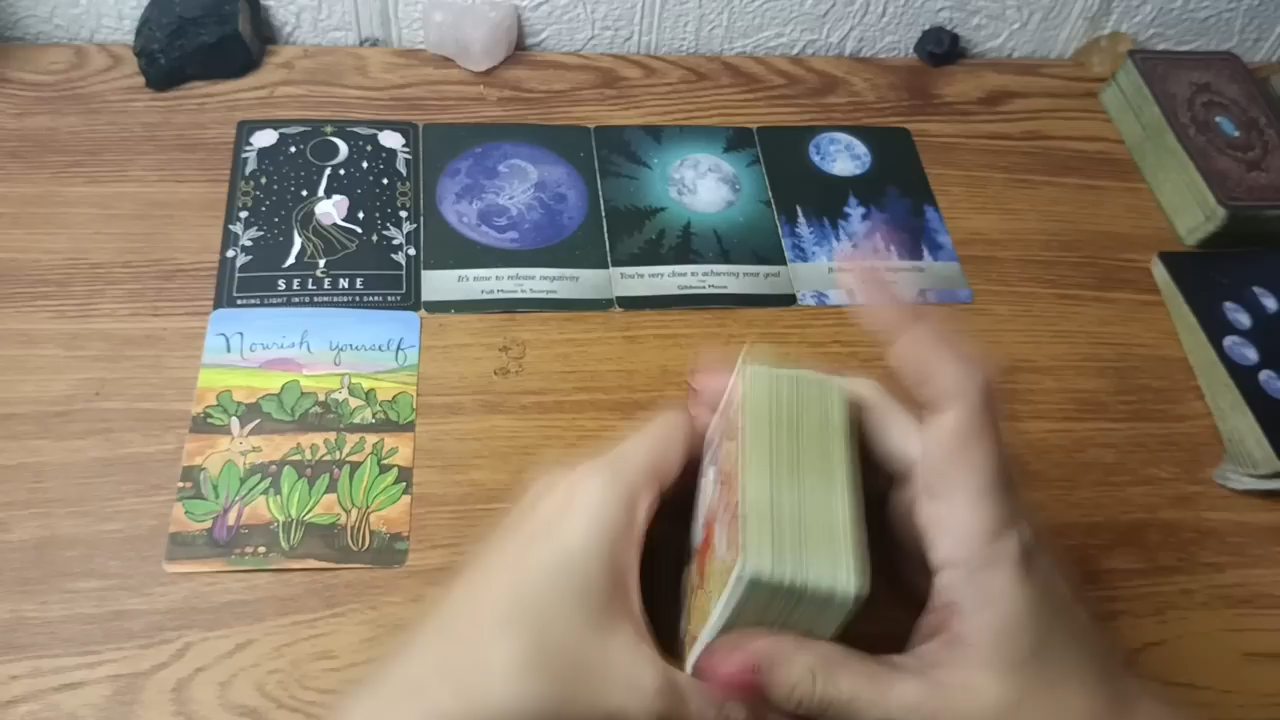 SELENE
BRING LIGHT INTO SOMEBODY'S DARK SKY
It's time to release negativity
Full Moon in Scorpio
You're very close to achieving your goal
Gibbous Moon
Nourish yourself